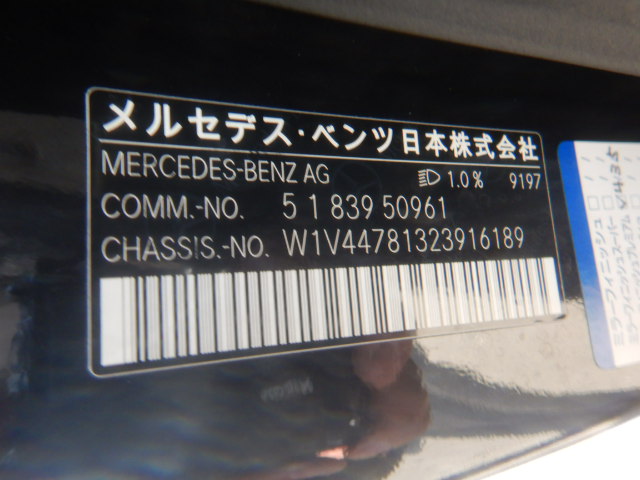 メルセデス・ベンツ日本株式会社
MERCEDES-BENZ AG 1.0% 9197
COMM.-NO. 5 1 839 50961
CHASSIS.-NO. W1V44781323916189